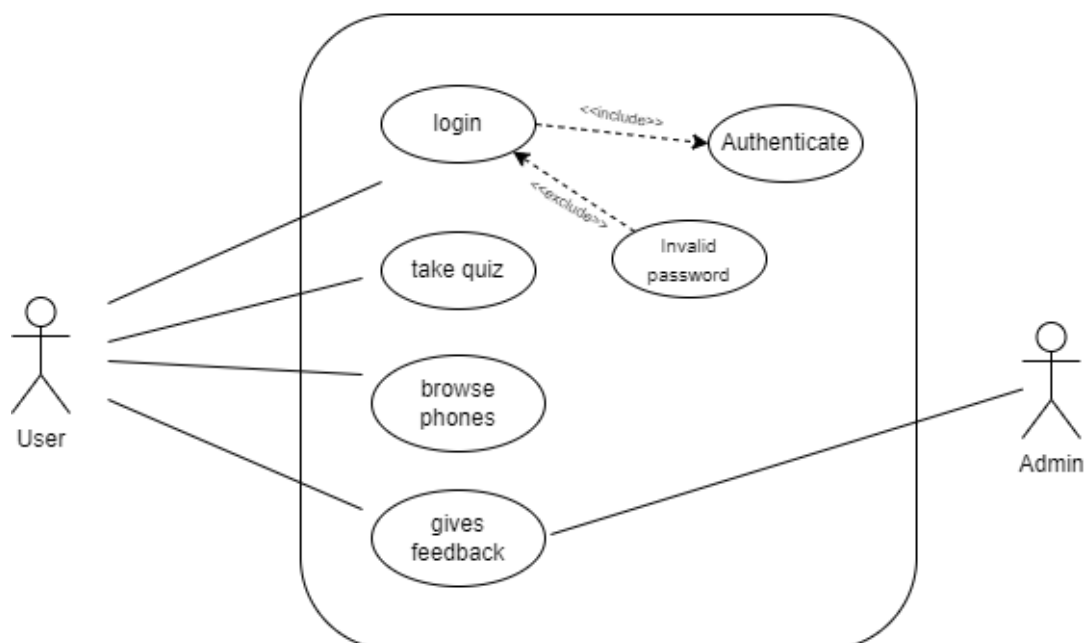 login
<<include>>
Authenticate
<<exclude>>
Invalid
password
take quiz
browse
phones
User
Admin
gives
feedback